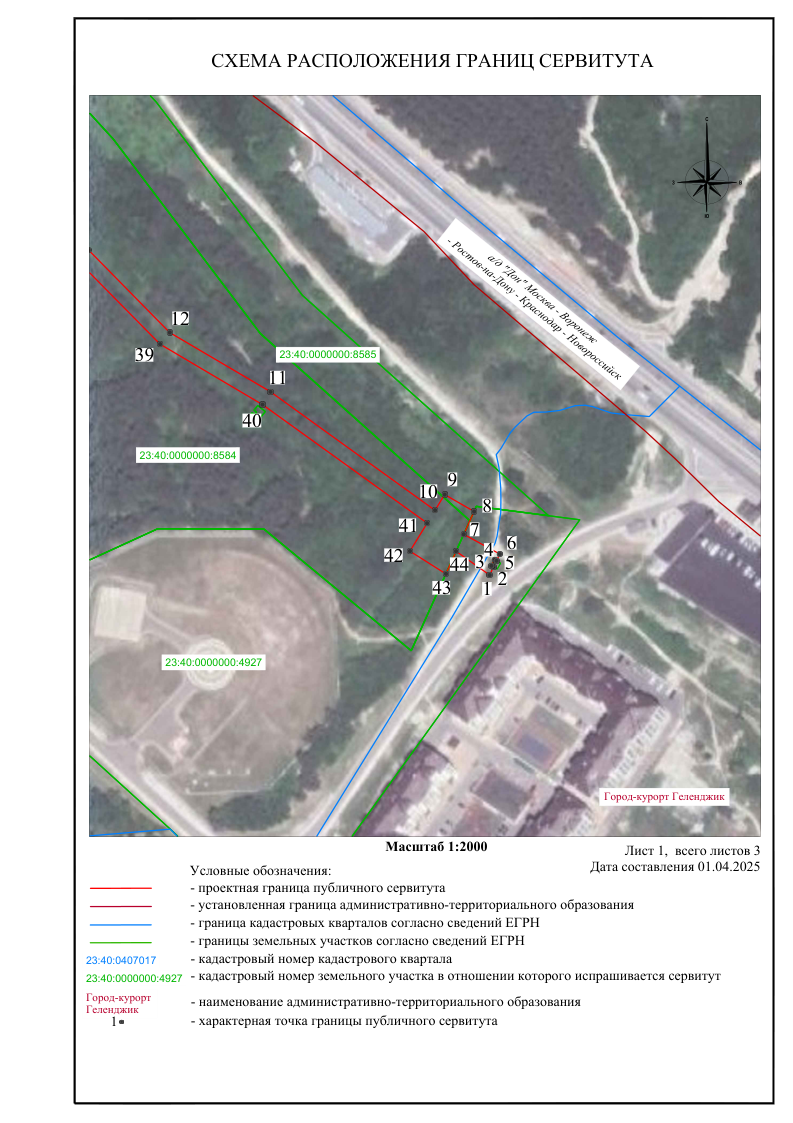 СХЕМА РАСПОЛОЖЕНИЯ ГРАНИЦ СЕРВИТУТА
С
З
В
Ю
а/д "Дон" Москва - Воронеж
- Ростов-на-Дону - Краснодар - Новороссийск
12
39
23:40:0000000:8585
11
40
23:40:0000000:8584
9
10
8
41
7
42
4
6
44
3
5
43
2
1
23:40:0000000:4927
Город-курорт Геленджик
Масштаб 1:2000
Лист 1, всего листов 3
Дата составления 01.04.2025
Условные обозначения:
- проектная граница публичного сервитута
- установленная граница административно-территориального образования
- граница кадастровых кварталов согласно сведений ЕГРН
- границы земельных участков согласно сведений ЕГРН
23:40:0407017 - кадастровый номер кадастрового квартала
23:40:0000000:4927 - кадастровый номер земельного участка в отношении которого испрашивается сервитут
Город-курорт
Геленджик
- наименование административно-территориального образования
1 - характерная точка границы публичного сервитута